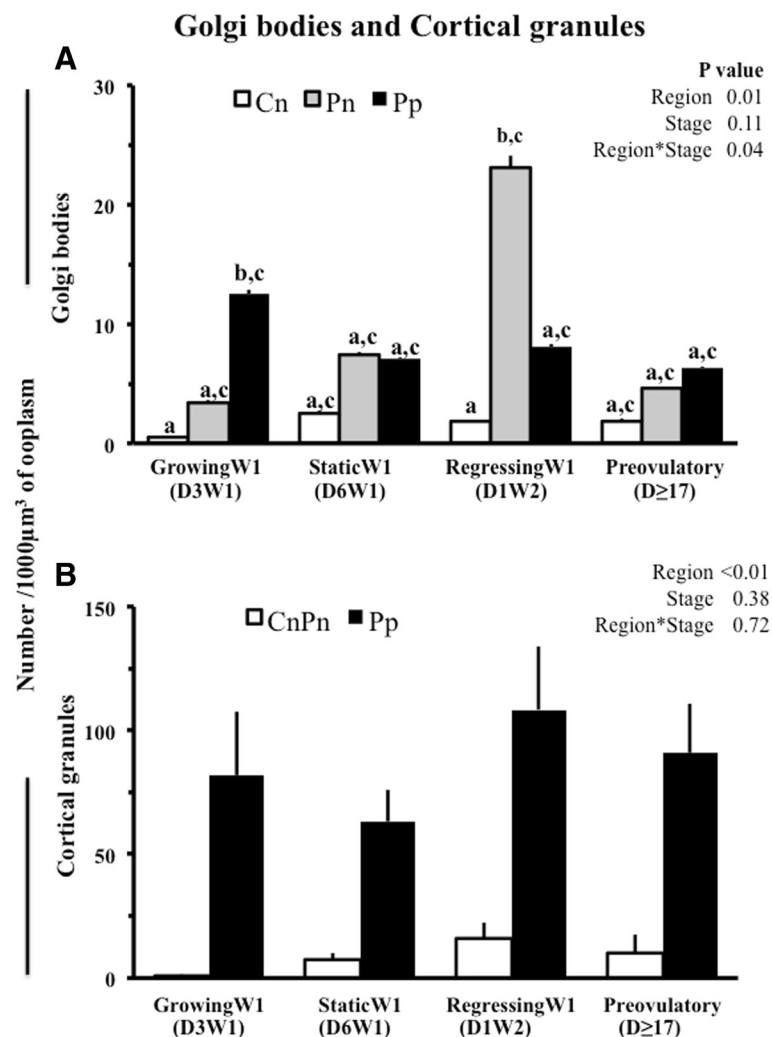 Golgi bodies and Cortical granules
A
P value
Region 0.01
Stage 0.11
Region*Stage 0.04
Cn Pn Pp
30
20
10
0
Golgi bodies
a a,c b,c
a,c a,c a,c
a b,c a,c
a,c a,c a,c
GrowingW1 StaticW1 RegressingW1 Preovulatory
(D3W1) (D6W1) (D1W2) (D≥17)
Number /1000μm³ of ooplasm
B
Region <0.01
Stage 0.38
Region*Stage 0.72
CnPn Pp
150
100
50
0
Cortical granules
GrowingW1 StaticW1 RegressingW1 Preovulatory
(D3W1) (D6W1) (D1W2) (D≥17)